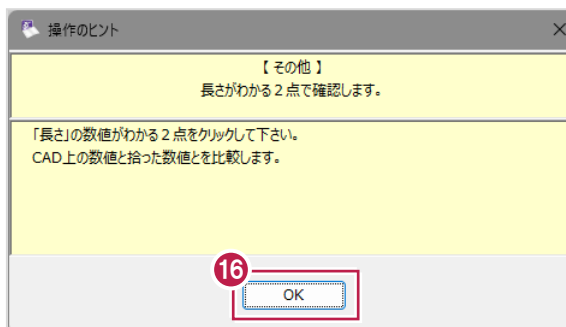 操作のヒント
【 その他 】
長さがわかる2点で確認します。
「長さ」の数値がわかる2点をクリックして下さい。
CAD上の数値と拾った数値とを比較します。
16
OK